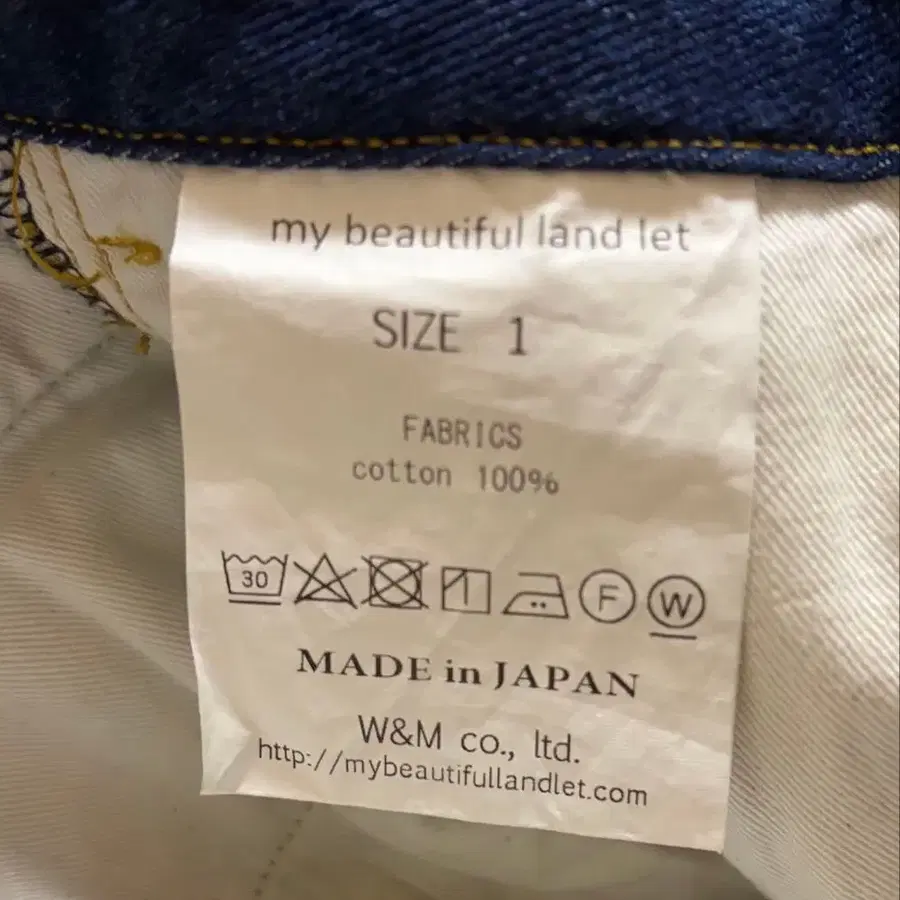 my beautiful land let
SIZE 1
FABRICS
cotton 100%
30 F W
MADE in JAPAN
W&M co., ltd.
http://mybeautifullandlet.com